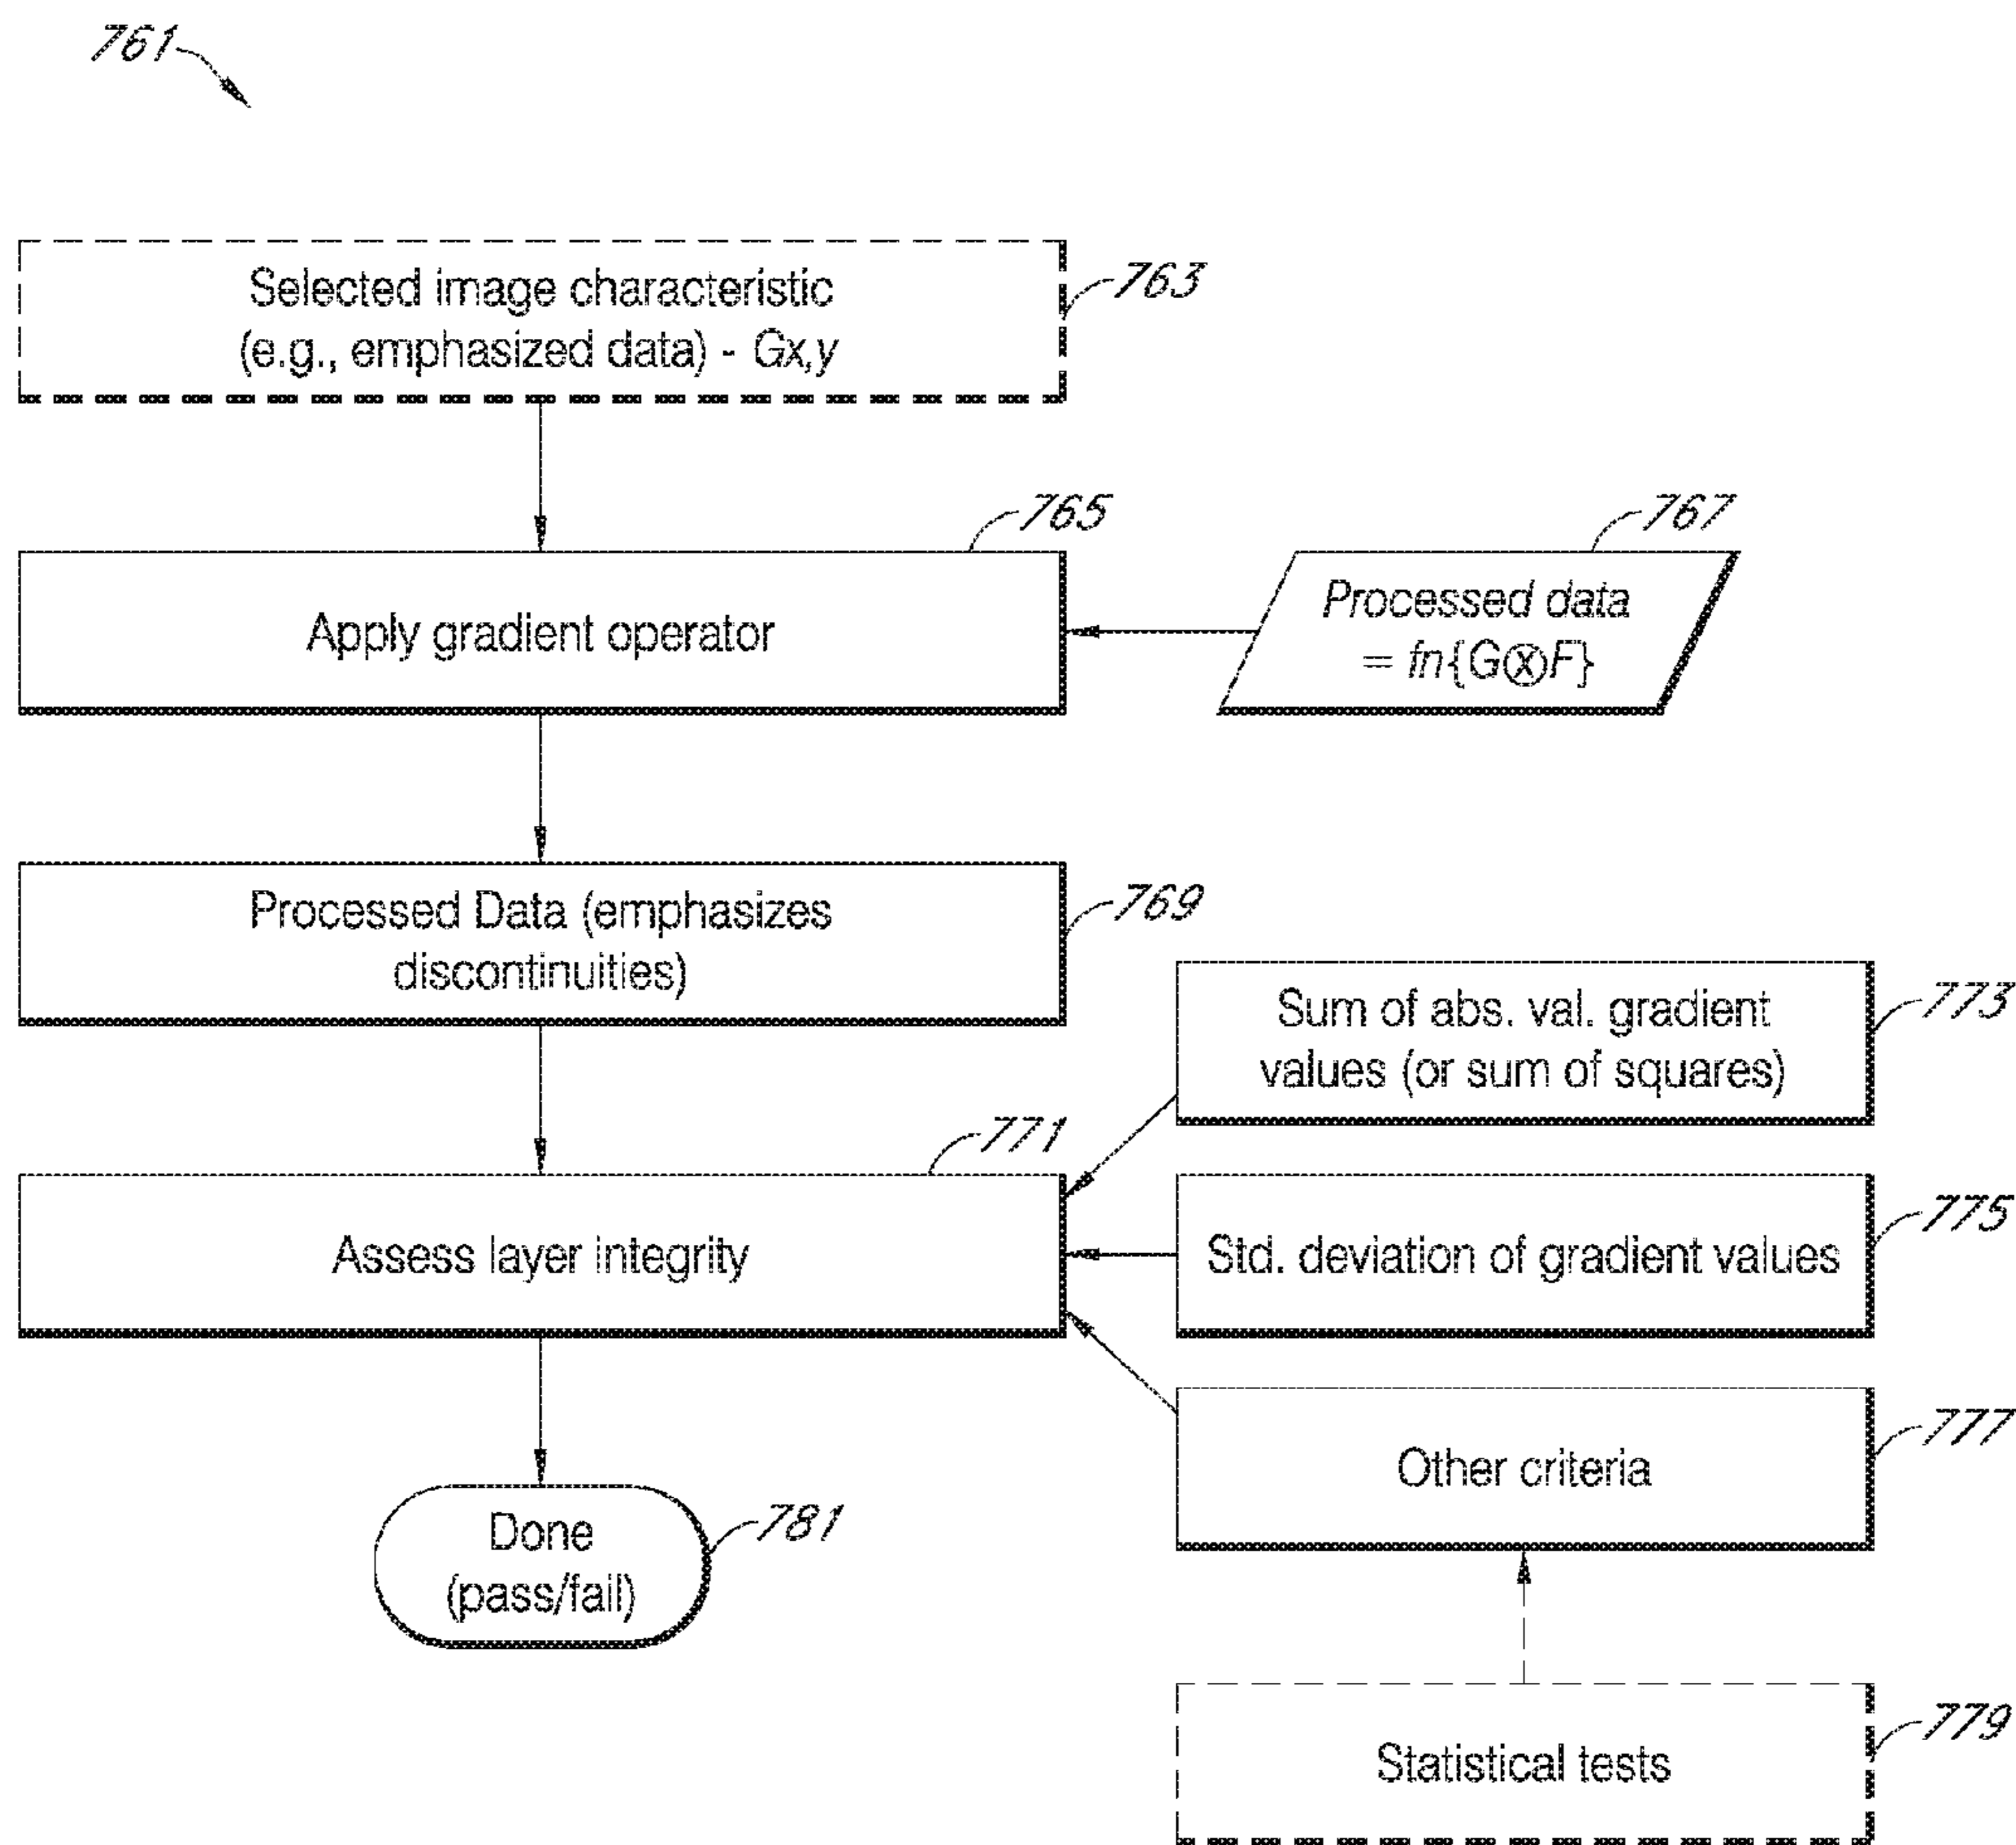 761
Selected image characteristic
(e.g., emphasized data) - Gx,y
763
765
Apply gradient operator
767
Processed data
= fn{G⊗F}
Processed Data (emphasizes
discontinuities)
769
Sum of abs. val. gradient
values (or sum of squares)
773
771
Assess layer integrity
Std. deviation of gradient values
775
Other criteria
777
Done
(pass/fail)
781
Statistical tests
779